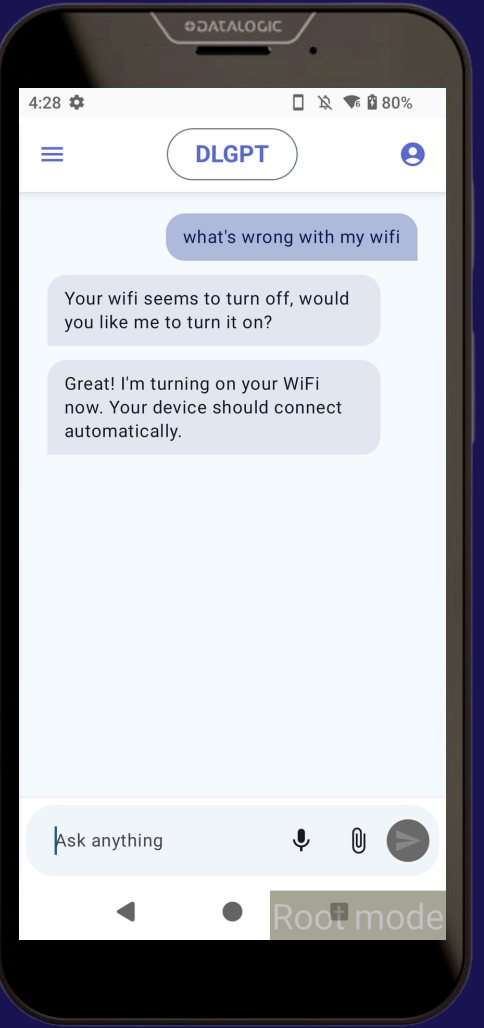 DATALOGIC
4:28
6
80%
DLGPT
what's wrong with my wifi
Your wifi seems to turn off, would
you like me to turn it on?
Great! I'm turning on your WiFi
now. Your device should connect
automatically.
Ask anything
Root mode